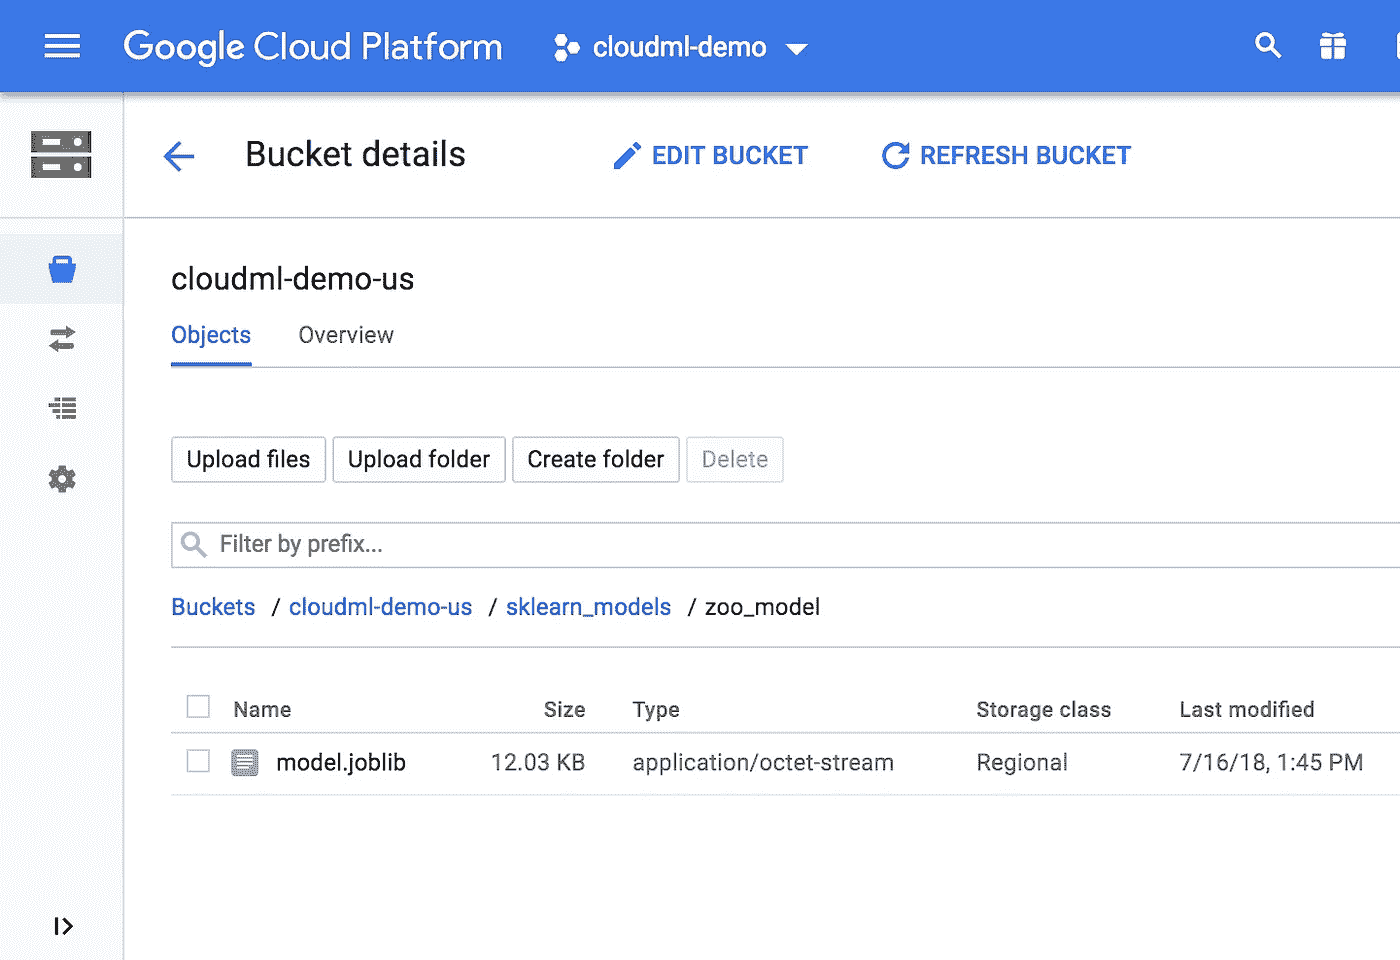 Google Cloud Platform cloudml-demo
Bucket details EDIT BUCKET REFRESH BUCKET
cloudml-demo-us
Objects Overview
Upload files Upload folder Create folder Delete
Filter by prefix...
Buckets / cloudml-demo-us / sklearn_models / zoo_model
Name Size Type Storage class Last modified
model.joblib 12.03 KB application/octet-stream Regional 7/16/18, 1:45 PM